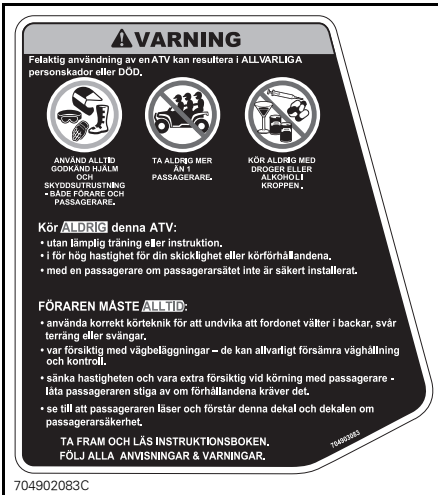 VARNING
Felaktig användning av en ATV kan resultera i ALLVARLIGA
personskador eller DÖD.
ANVÄND ALLTID
GODKÄND HJÄLM
OCH
SKYDDSUTRUSTNING
- BÅDE FÖRARE OCH
PASSAGERARE.
TA ALDRIG MER
ÄN 1
PASSAGERARE.
KÖR ALDRIG MED
DROGER ELLER
ALKOHOL I
KROPPEN.
Kör ALDRIG denna ATV:
• utan lämplig träning eller instruktion.
• i för hög hastighet för din skicklighet eller körförhållandena.
• med en passagerare om passagerarsätet inte är säkert installerat.
FÖRAREN MÅSTE ALLTID:
• använda korrekt körteknik för att undvika att fordonet välter i backar, svår
terräng eller svängar.
• var försiktig med vägbeläggningar – de kan allvarligt försämra väghållning
och kontroll.
• sänka hastigheten och vara extra försiktig vid körning med passagerare -
låta passageraren stiga av om förhållandena kräver det.
• se till att passageraren läser och förstår denna dekal och dekalen om
passagerarsäkerhet.
TA FRAM OCH LÄS INSTRUKTIONSBOKEN.
FÖLJ ALLA ANVISNINGAR & VARNINGAR.
704902083
704902083C